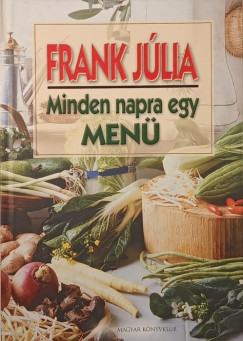 FRANK JÚLIA
Minden napra egy
MENÜ
MAGYAR KÖNYVKLUB